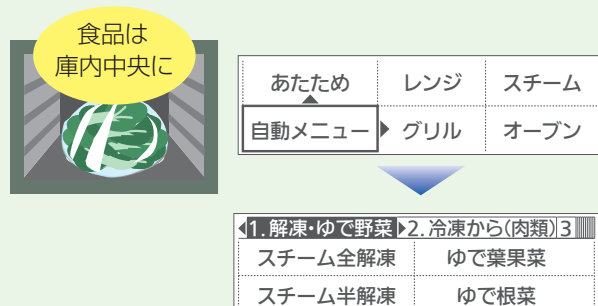 食品は
庫内中央に
あたため レンジ スチーム
自動メニュー グリル オーブン
1.解凍･ゆで野菜 2.冷凍から(肉類) 3
スチーム全解凍 ゆで葉果菜
スチーム半解凍 ゆで根菜